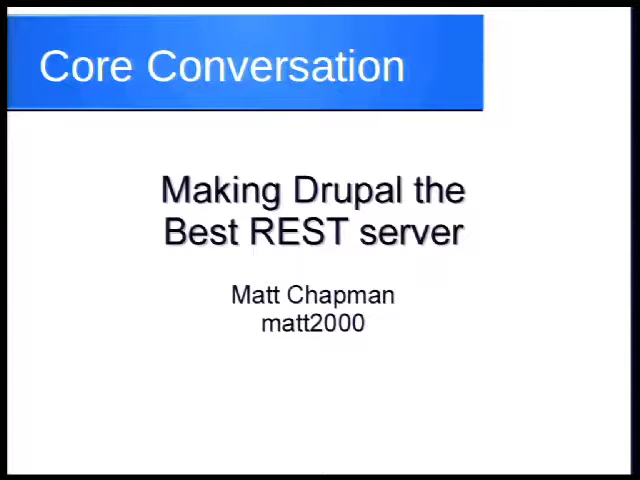 Core Conversation
Making Drupal the
Best REST server
Matt Chapman
matt2000